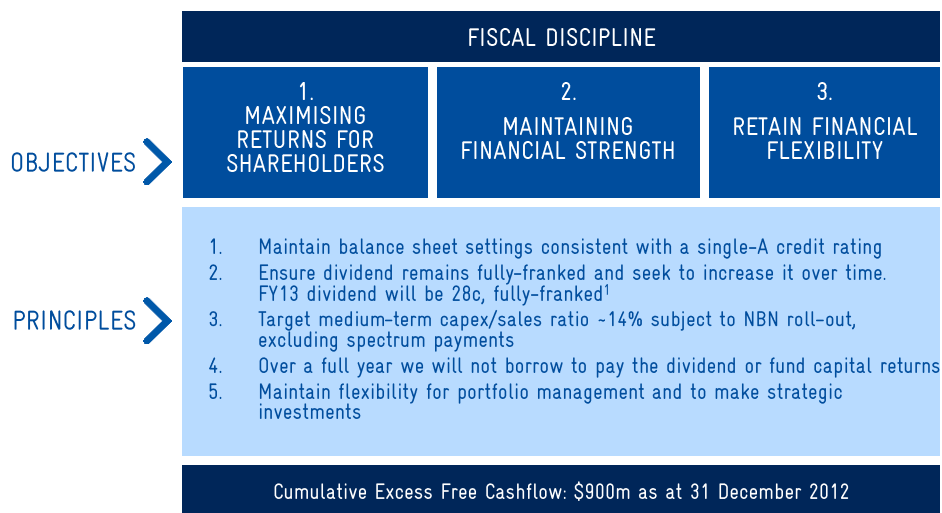 FISCAL DISCIPLINE
OBJECTIVES
1.
MAXIMISING
RETURNS FOR
SHAREHOLDERS
2.
MAINTAINING
FINANCIAL STRENGTH
3.
RETAIN FINANCIAL
FLEXIBILITY
PRINCIPLES
1. Maintain balance sheet settings consistent with a single-A credit rating
2. Ensure dividend remains fully-franked and seek to increase it over time.
FY13 dividend will be 28c, fully-franked¹
3. Target medium-term capex/sales ratio ~14% subject to NBN roll-out,
excluding spectrum payments
4. Over a full year we will not borrow to pay the dividend or fund capital returns
5. Maintain flexibility for portfolio management and to make strategic
investments
Cumulative Excess Free Cashflow: $900m as at 31 December 2012